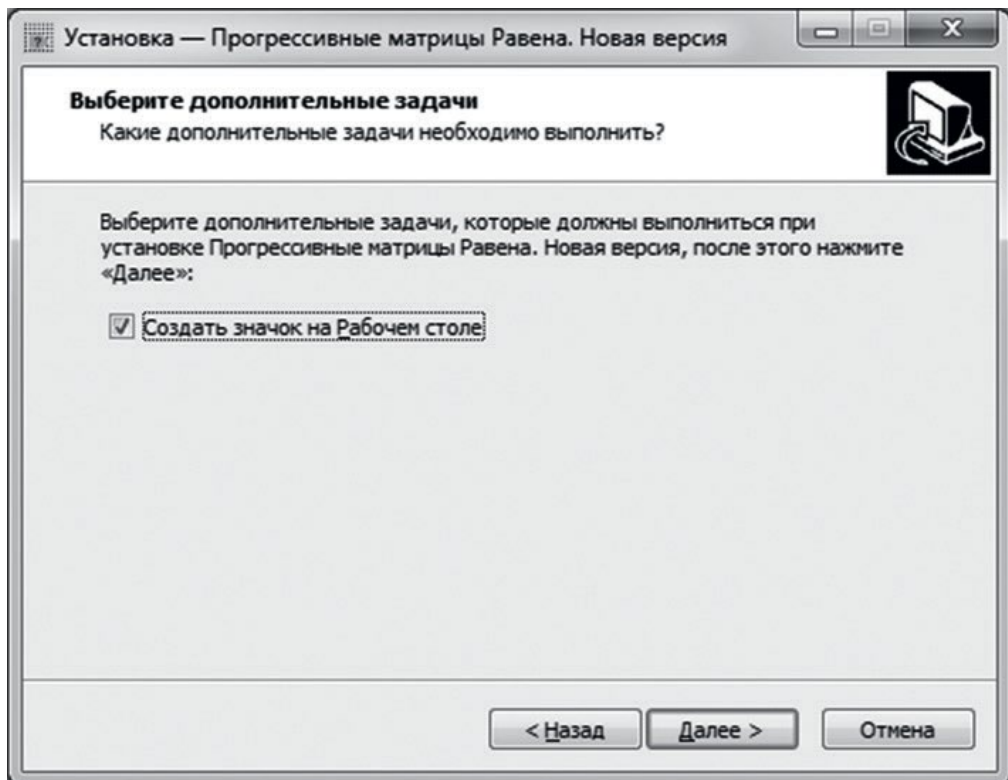 Установка — Прогрессивные матрицы Равена. Новая версия
Выберите дополнительные задачи
Какие дополнительные задачи необходимо выполнить?
Выберите дополнительные задачи, которые должны выполниться при
установке Прогрессивные матрицы Равена. Новая версия, после этого нажмите
«Далее»:
Создать значок на Рабочем столе
< Назад Далее > Отмена